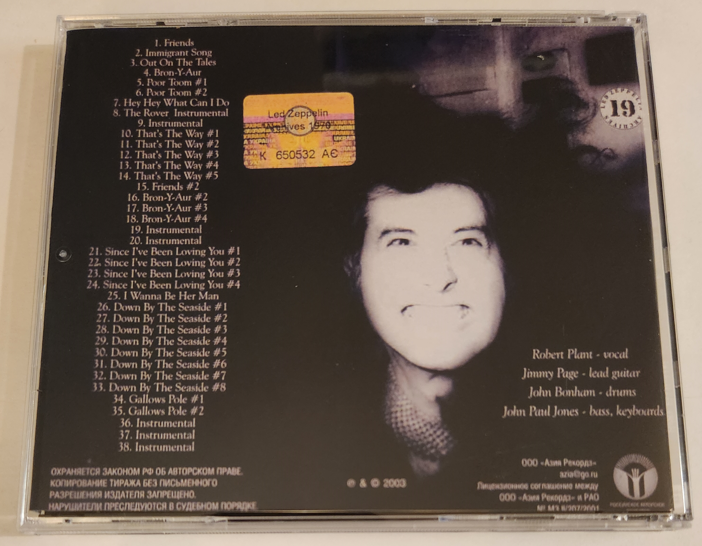 1. Friends
2. Immigrant Song
3. Out On The Tales
4. Bron-Y-Aur
5. Poor Toom #1
6. Poor Toom #2
7. Hey Hey What Can I Do
8. The Rover Instrumental
9. Instrumental
10. That's The Way #1
11. That's The Way #2
12. That's The Way #3
13. That's The Way #4
14. That's The Way #5
15. Friends #2
16. Bron-Y-Aur #2
17. Bron-Y-Aur #3
18. Bron-Y-Aur #4
19. Instrumental
20. Instrumental
21. Since I've Been Loving You #1
22. Since I've Been Loving You #2
23. Since I've Been Loving You #3
24. Since I've Been Loving You #4
25. I Wanna Be Her Man
26. Down By The Seaside #1
27. Down By The Seaside #2
28. Down By The Seaside #3
29. Down By The Seaside #4
30. Down By The Seaside #5
31. Down By The Seaside #6
32. Down By The Seaside #7
33. Down By The Seaside #8
34. Gallows Pole #1
35. Gallows Pole #2
36. Instrumental
37. Instrumental
38. Instrumental
Led Zeppelin
Archives 1970
К 650532 АЄ
19
Robert Plant - vocal
Jimmy Page - lead guitar
John Bonham - drums
John Paul Jones - bass, keyboards
ОХРАНЯЕТСЯ ЗАКОНОМ РФ ОБ АВТОРСКОМ ПРАВЕ.
КОПИРОВАНИЕ ТИРАЖА БЕЗ ПИСЬМЕННОГО
РАЗРЕШЕНИЯ ИЗДАТЕЛЯ ЗАПРЕЩЕНО.
НАРУШИТЕЛИ ПРЕСЛЕДУЮТСЯ В СУДЕБНОМ ПОРЯДКЕ
℗ & © 2003
ООО «Азия Рекордз»
azia@go.ru
Лицензионное соглашение между
ООО «Азия Рекордз» и РАО
№ МЗ 8/207/2001